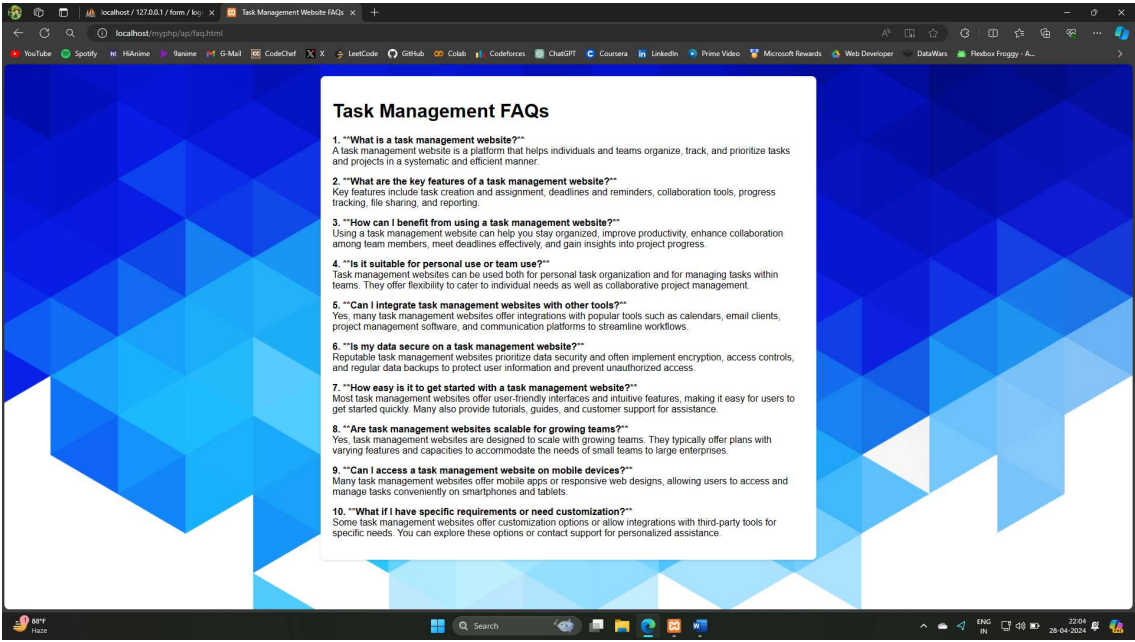 localhost / 127.0.0.1 / form / log
Task Management Website FAQs
localhost/myphp/ap/faq.html
YouTube Spotify HiAnime 9anime G-Mail CodeChef X LeetCode GitHub Colab Codeforces ChatGPT Coursera LinkedIn Prime Video Microsoft Rewards Web Developer DataWars Flexbox Froggy - A...
Task Management FAQs
1. **What is a task management website?**
A task management website is a platform that helps individuals and teams organize, track, and prioritize tasks
and projects in a systematic and efficient manner.
2. **What are the key features of a task management website?**
Key features include task creation and assignment, deadlines and reminders, collaboration tools, progress
tracking, file sharing, and reporting.
3. **How can I benefit from using a task management website?**
Using a task management website can help you stay organized, improve productivity, enhance collaboration
among team members, meet deadlines effectively, and gain insights into project progress.
4. **Is it suitable for personal use or team use?**
Task management websites can be used both for personal task organization and for managing tasks within
teams. They offer flexibility to cater to individual needs as well as collaborative project management.
5. **Can I integrate task management websites with other tools?**
Yes, many task management websites offer integrations with popular tools such as calendars, email clients,
project management software, and communication platforms to streamline workflows.
6. **Is my data secure on a task management website?**
Reputable task management websites prioritize data security and often implement encryption, access controls,
and regular data backups to protect user information and prevent unauthorized access.
7. **How easy is it to get started with a task management website?**
Most task management websites offer user-friendly interfaces and intuitive features, making it easy for users to
get started quickly. Many also provide tutorials, guides, and customer support for assistance.
8. **Are task management websites scalable for growing teams?**
Yes, task management websites are designed to scale with growing teams. They typically offer plans with
varying features and capacities to accommodate the needs of small teams to large enterprises.
9. **Can I access a task management website on mobile devices?**
Many task management websites offer mobile apps or responsive web designs, allowing users to access and
manage tasks conveniently on smartphones and tablets.
10. **What if I have specific requirements or need customization?**
Some task management websites offer customization options or allow integrations with third-party tools for
specific needs. You can explore these options or contact support for personalized assistance.
88°F
Haze
Search
ENG
IN
22:04
28-04-2024